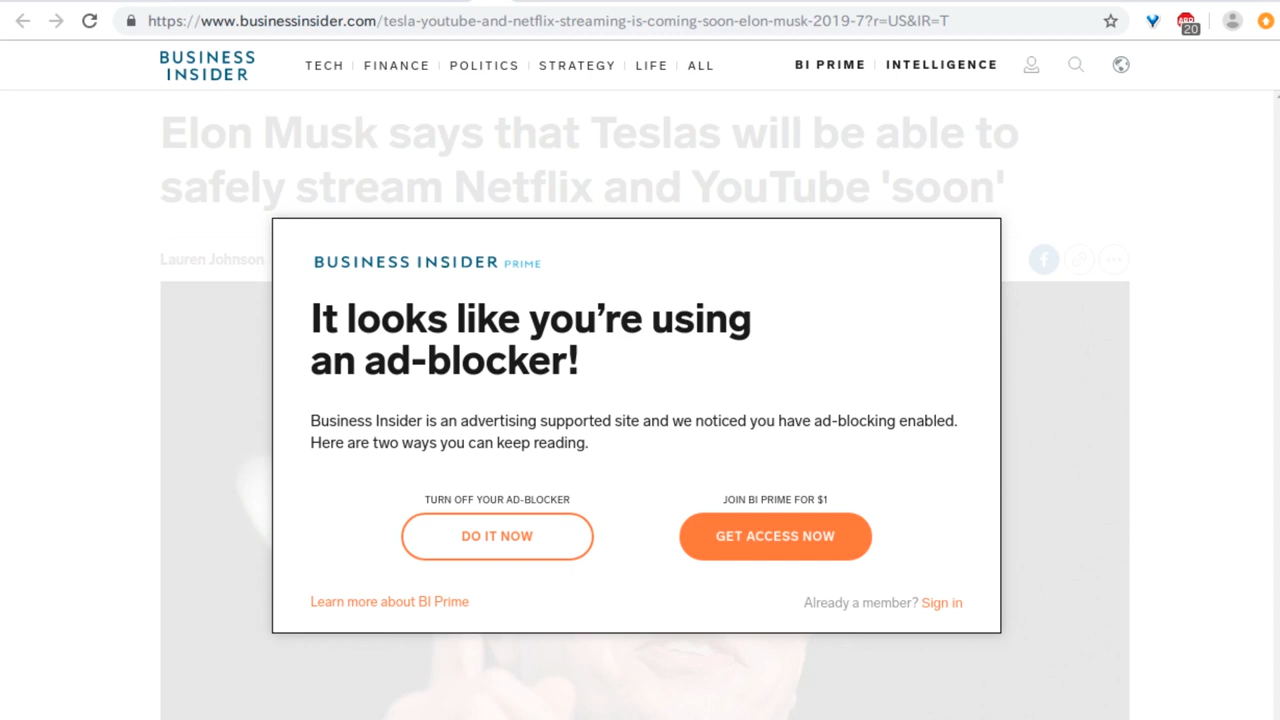 https://www.businessinsider.com/tesla-youtube-and-netflix-streaming-is-coming-soon-elon-musk-2019-7?r=US&IR=T
ABP
20
BUSINESS
INSIDER
TECH FINANCE POLITICS STRATEGY LIFE ALL
BI PRIME INTELLIGENCE
Elon Musk says that Teslas will be able to
safely stream Netflix and YouTube 'soon'
Lauren Johnson
BUSINESS INSIDER PRIME
It looks like you’re using
an ad-blocker!
Business Insider is an advertising supported site and we noticed you have ad-blocking enabled.
Here are two ways you can keep reading.
TURN OFF YOUR AD-BLOCKER
DO IT NOW
JOIN BI PRIME FOR $1
GET ACCESS NOW
Learn more about BI Prime
Already a member? Sign in